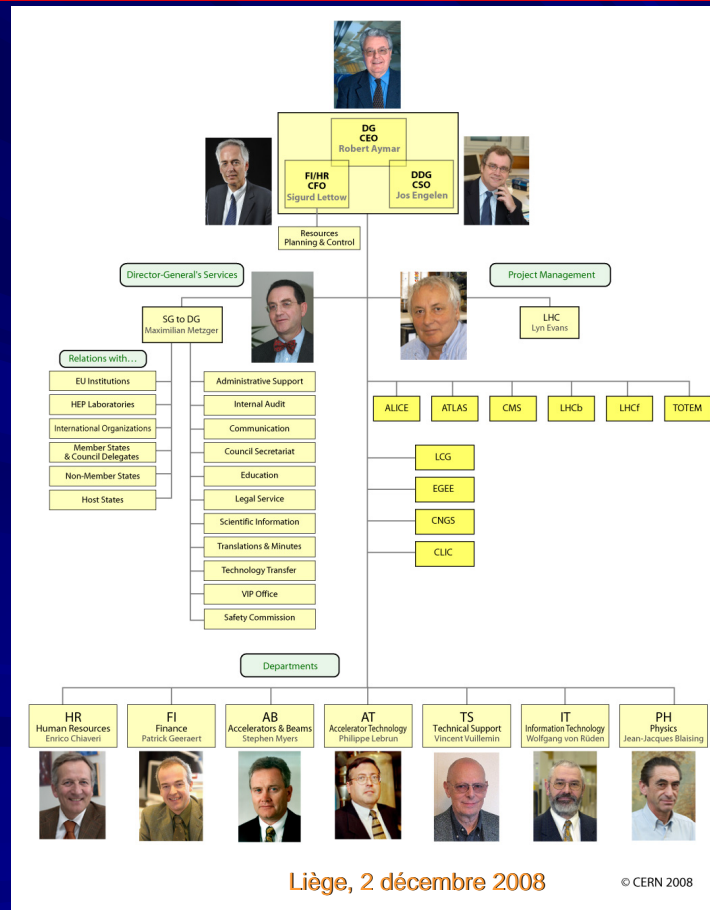 DG
CEO
Robert Aymar
FI/HR
CFO
Sigurd Lettow
DDG
CSO
Jos Engelen
Resources
Planning & Control
Director-General's Services
Project Management
SG to DG
Maximilian Metzger
LHC
Lyn Evans
Relations with...
EU Institutions
HEP Laboratories
International Organizations
Member States
& Council Delegates
Non-Member States
Host States
Administrative Support
Internal Audit
Communication
Council Secretariat
Education
Legal Service
Scientific Information
Translations & Minutes
Technology Transfer
VIP Office
Safety Commission
ALICE
ATLAS
CMS
LHCb
LHCf
TOTEM
LCG
EGEE
CNGS
CLIC
Departments
HR
Human Resources
Enrico Chiaveri
FI
Finance
Patrick Geeraert
AB
Accelerators & Beams
Stephen Myers
AT
Accelerator Technology
Philippe Lebrun
TS
Technical Support
Vincent Vuillemin
IT
Information Technology
Wolfgang von Rüden
PH
Physics
Jean-Jacques Blaising
Liège, 2 décembre 2008
© CERN 2008